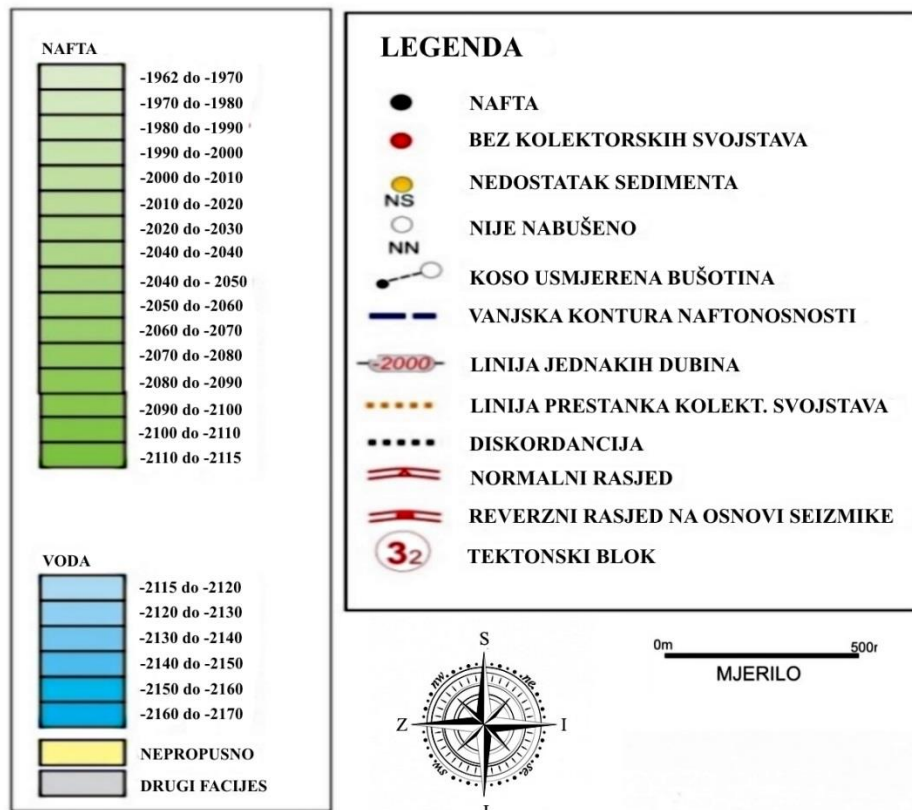 NAFTA
-1962 do -1970
-1970 do -1980
-1980 do -1990
-1990 do -2000
-2000 do -2010
-2010 do -2020
-2020 do -2030
-2040 do -2040
-2040 do - 2050
-2050 do -2060
-2060 do -2070
-2070 do -2080
-2080 do -2090
-2090 do -2100
-2100 do -2110
-2110 do -2115
VODA
-2115 do -2120
-2120 do -2130
-2130 do -2140
-2140 do -2150
-2150 do -2160
-2160 do -2170
NEPROPUSNO
DRUGI FACIJES
LEGENDA
NAFTA
BEZ KOLEKTORSKIH SVOJSTAVA
NS NEDOSTATAK SEDIMENTA
NN NIJE NABUŠENO
KOSO USMJERENA BUŠOTINA
VANJSKA KONTURA NAFTONOSNOSTI
-2000 LINIJA JEDNAKIH DUBINA
LINIJA PRESTANKA KOLEKT. SVOJSTAVA
DISKORDANCIJA
NORMALNI RASJED
REVERZNI RASJED NA OSNOVI SEIZMIKE
32 TEKTONSKI BLOK
S
nw. ne
Z I
sw. se
J
0m 500r
MJERILO